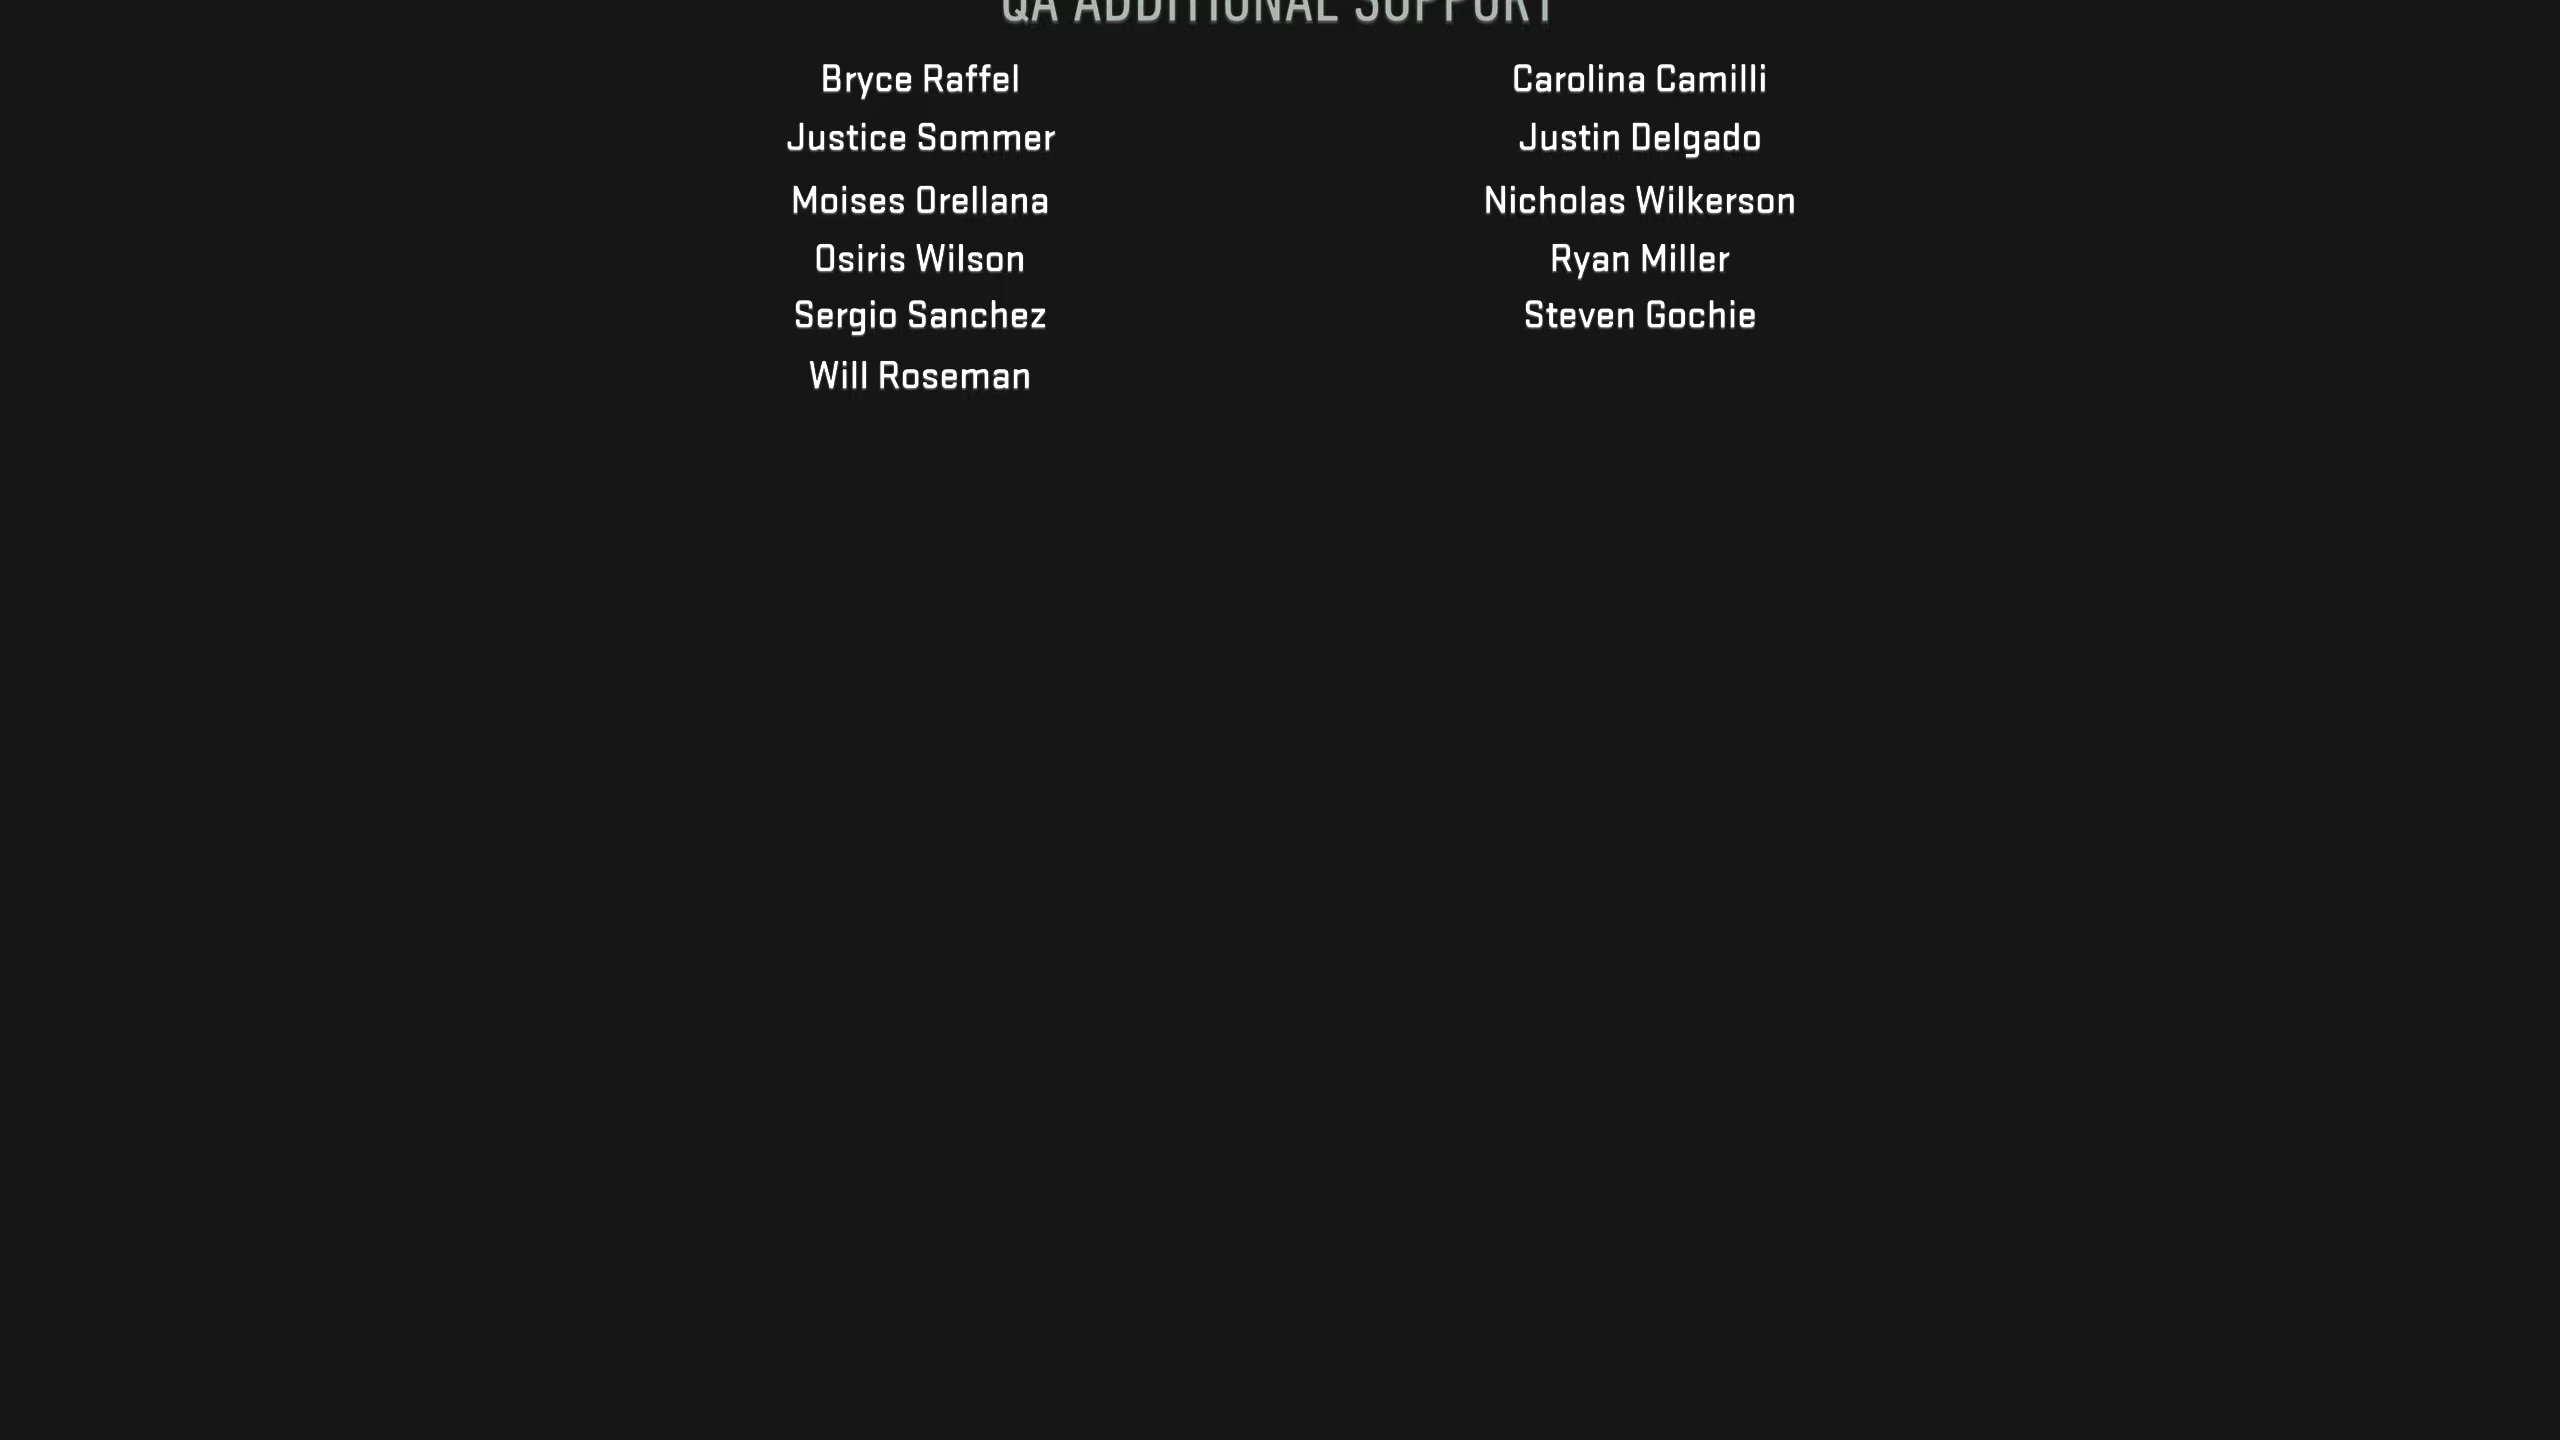 QA ADDITIONAL SUPPORT
Bryce Raffel Carolina Camilli
Justice Sommer Justin Delgado
Moises Orellana Nicholas Wilkerson
Osiris Wilson Ryan Miller
Sergio Sanchez Steven Gochie
Will Roseman